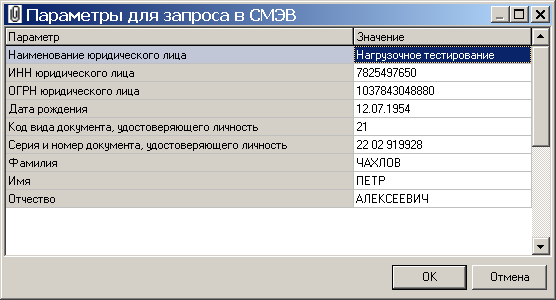 Параметры для запроса в СМЭВ
Параметр Значение
Наименование юридического лица Нагрузочное тестирование
ИНН юридического лица 7825497650
ОГРН юридического лица 1037843048880
Дата рождения 12.07.1954
Код вида документа, удостоверяющего личность 21
Серия и номер документа, удостоверяющего личность 22 02 919928
Фамилия ЧАХЛОВ
Имя ПЕТР
Отчество АЛЕКСЕЕВИЧ
OK Отмена